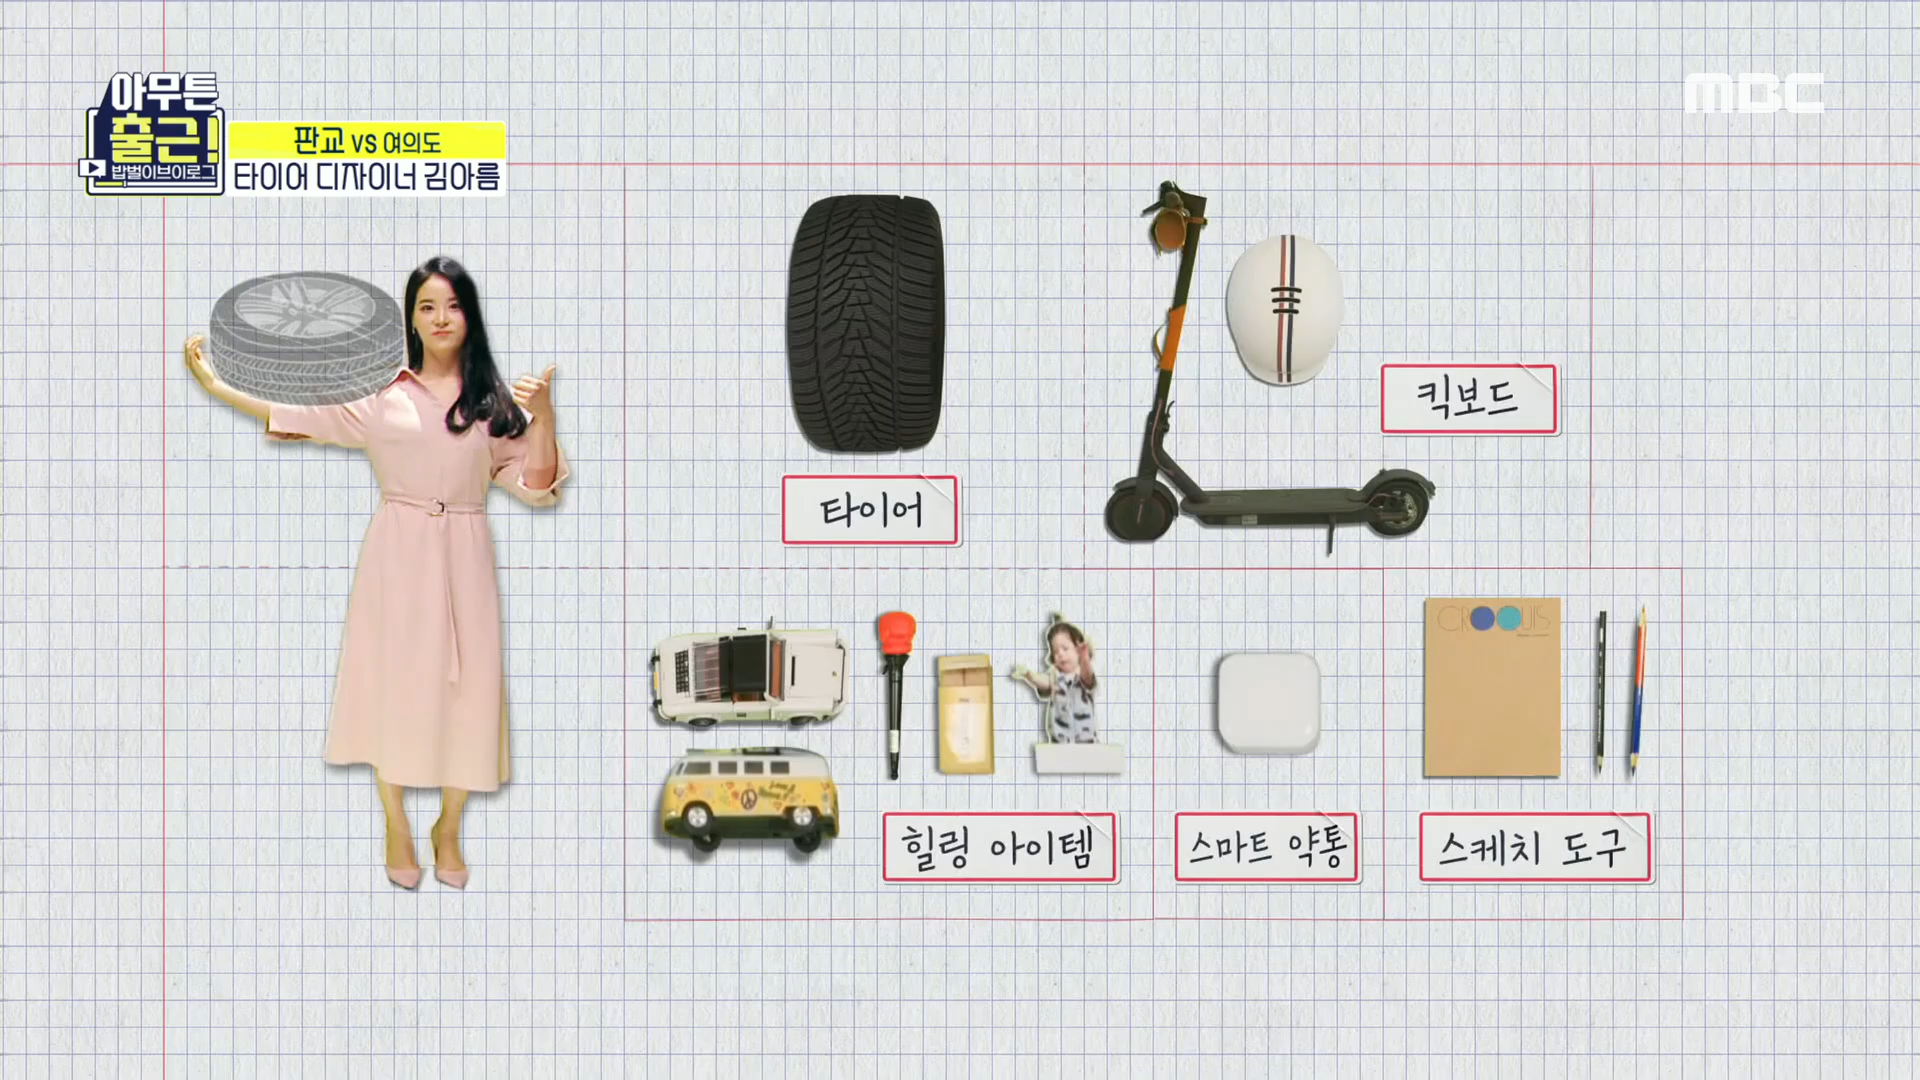 아무튼
출근!
밥벌이브이로그
판교 VS 여의도
타이어 디자이너 김아름
MBC
타이어
킥보드
CROQUIS
힐링 아이템
스마트 약통
스케치 도구